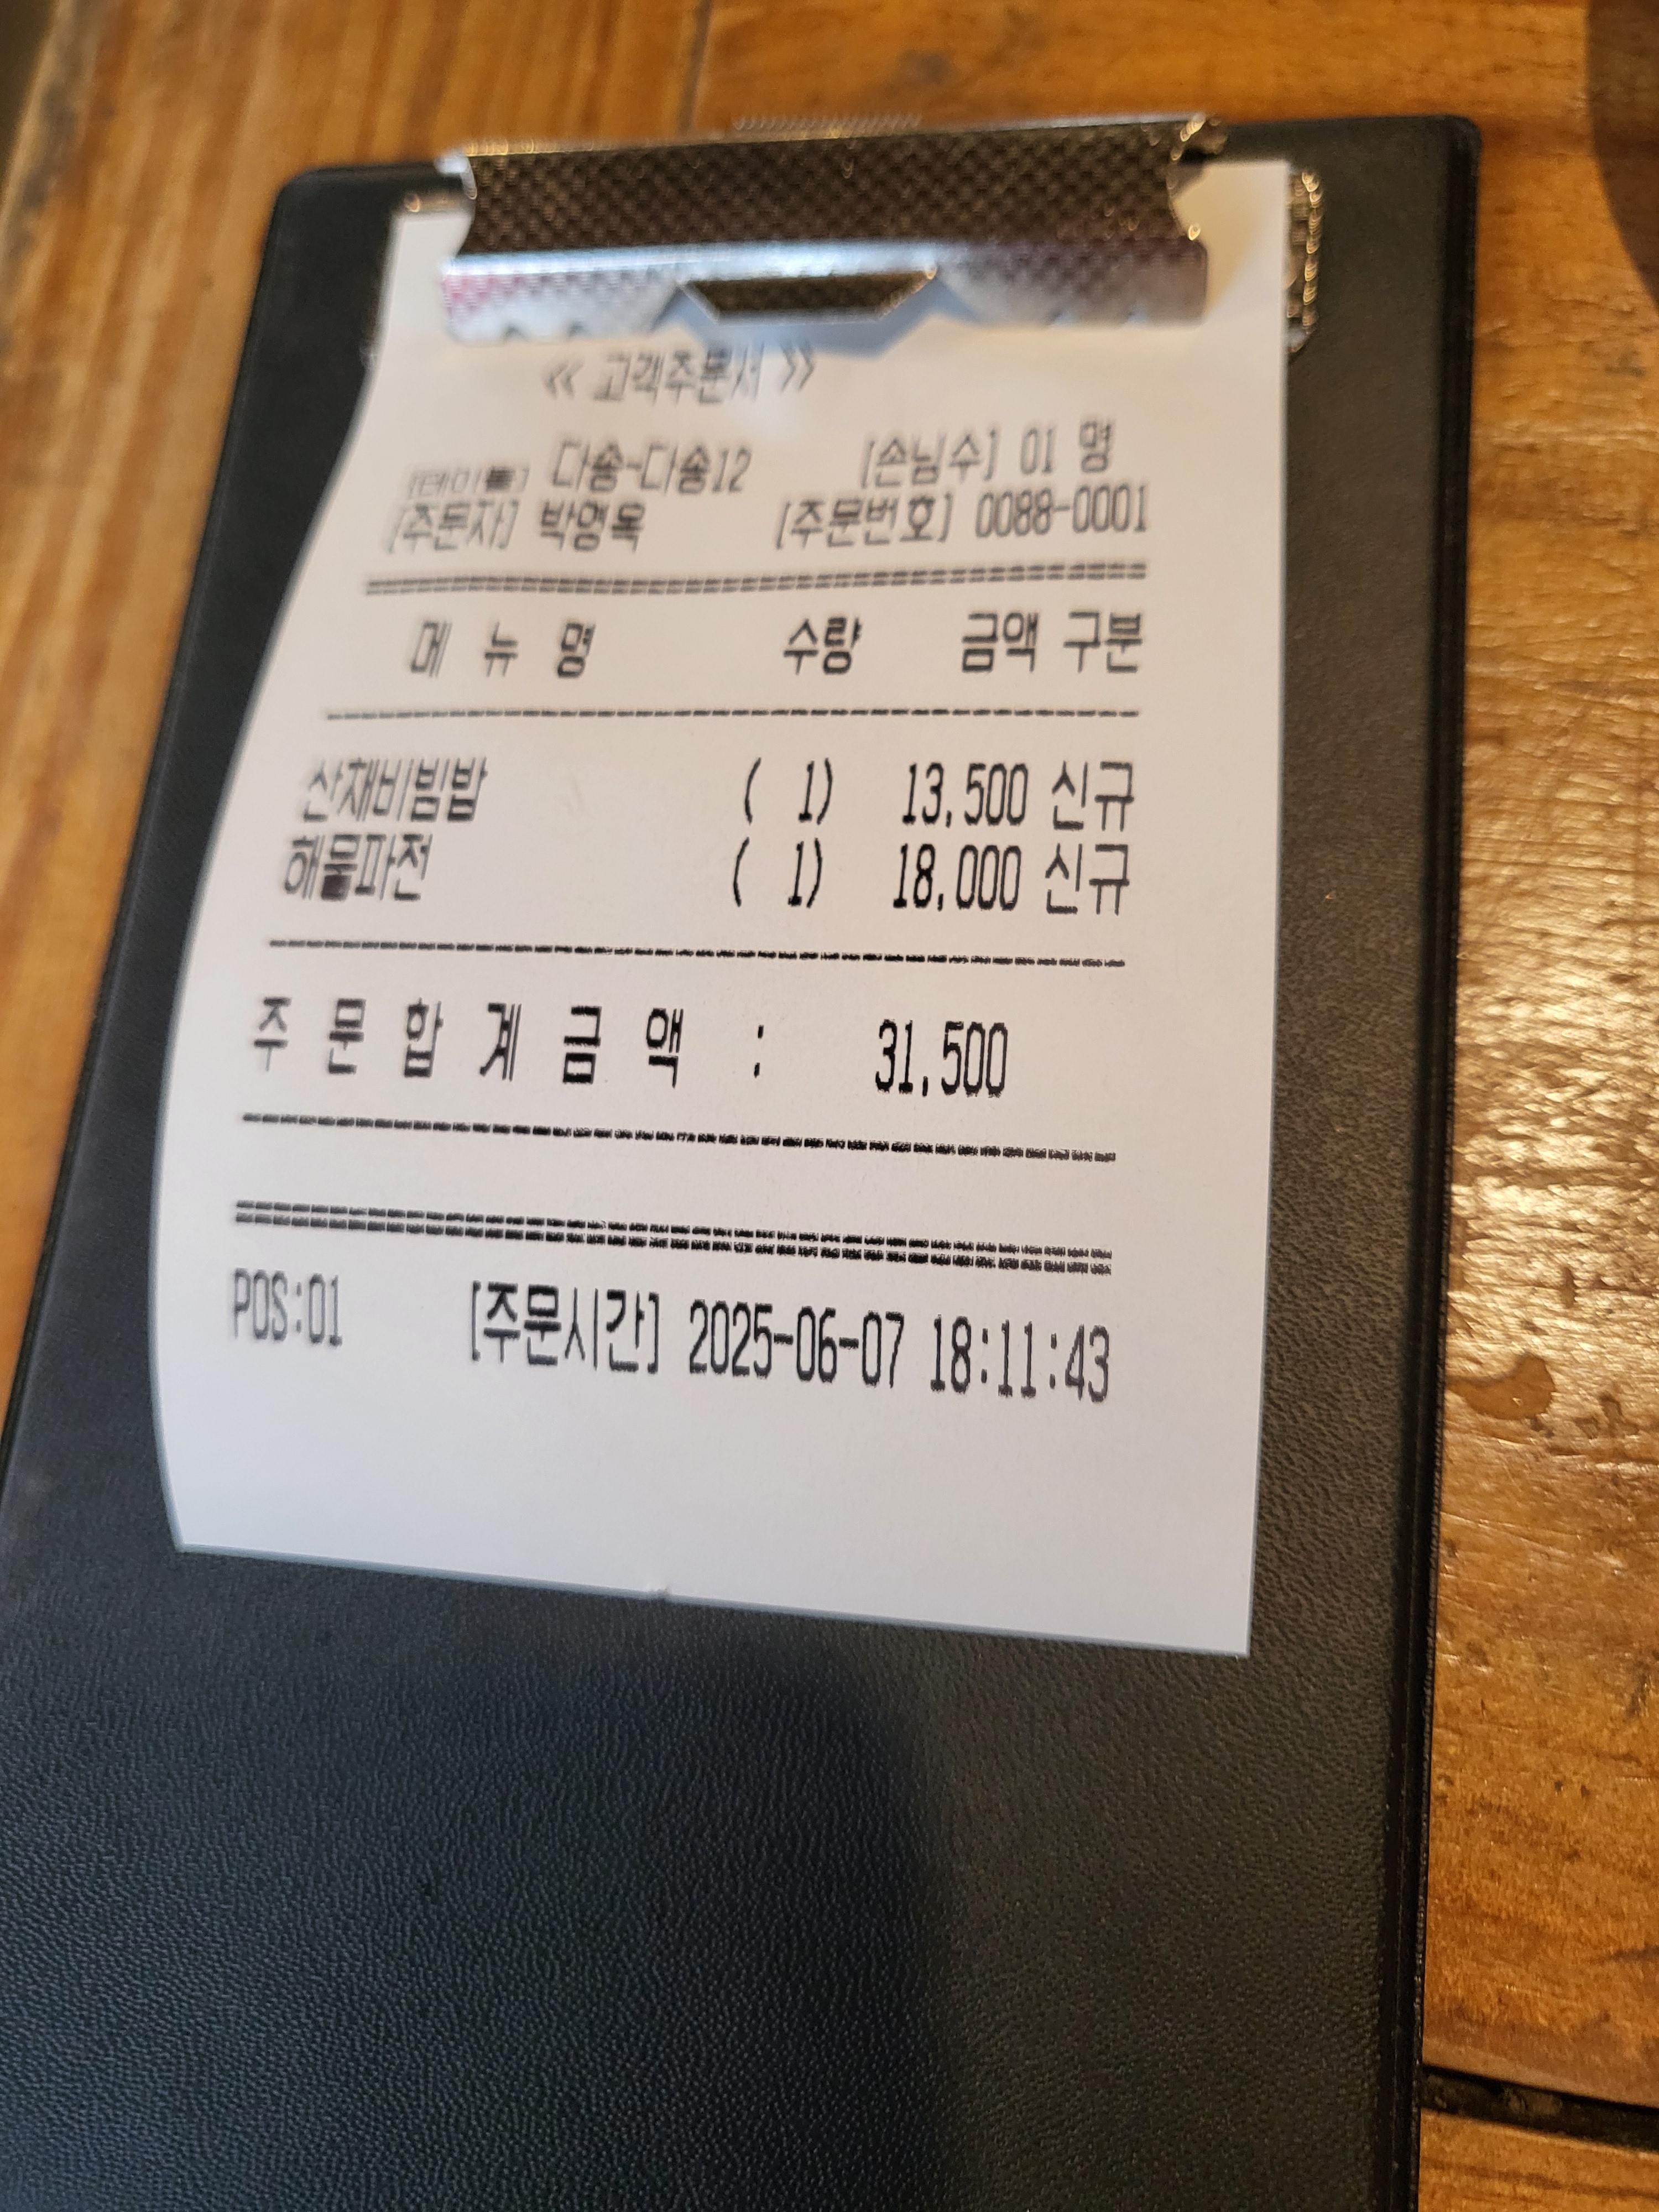 << 고객주문서 >>
[테이블] 다송-다송12 [손님수] 01 명
[주문자] 박영옥 [주문번호] 0088-0001
메 뉴 명 수량 금액 구분
산채비빔밥 ( 1) 13,500 신규
해물파전 ( 1) 18,000 신규
주 문 합 계 금 액 : 31,500
POS:01 [주문시간] 2025-06-07 18:11:43